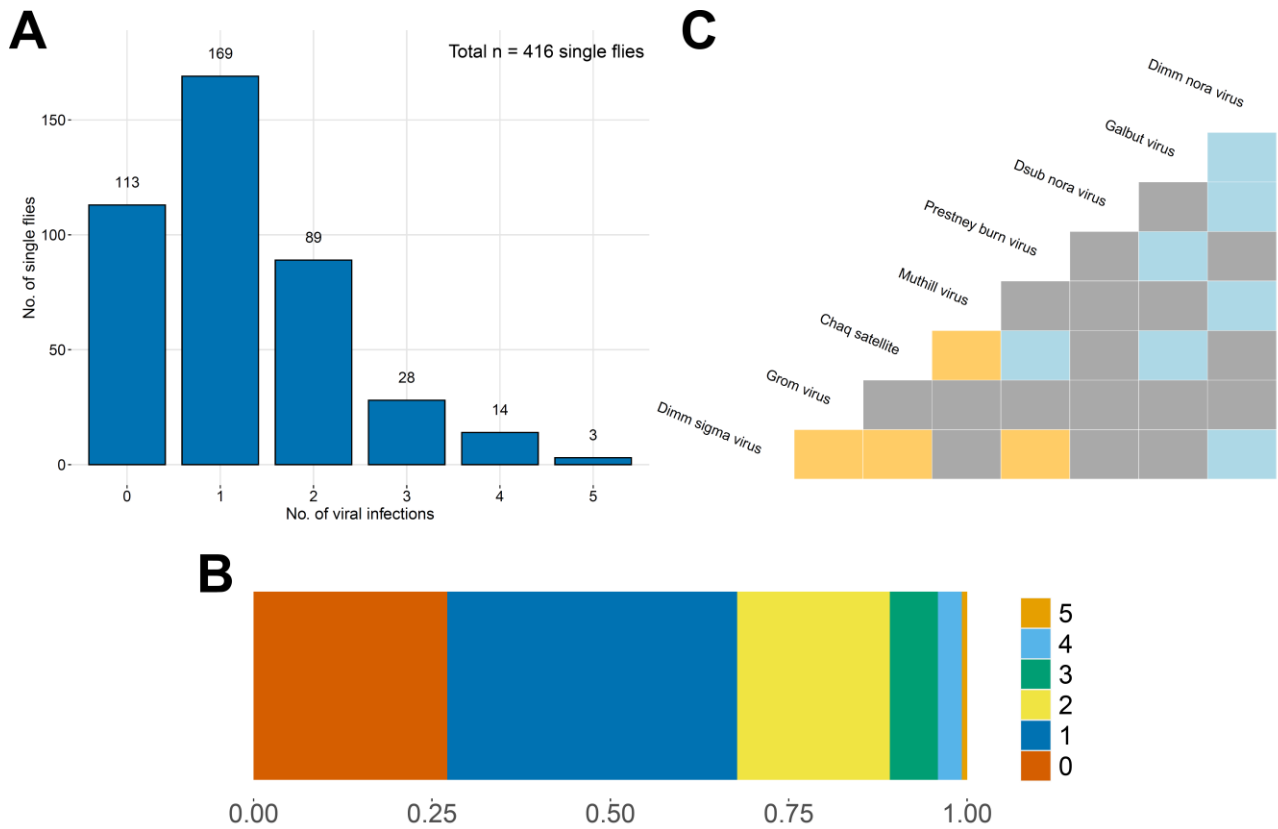 A
Total n = 416 single flies
169
113
89
28
14
3
150
100
50
0
No. of single flies
0 1 2 3 4 5
No. of viral infections
C
Dimm nora virus
Galbut virus
Dsub nora virus
Prestney burn virus
Muthill virus
Chaq satellite
Grom virus
Dimm sigma virus
B
0.00 0.25 0.50 0.75 1.00
5
4
3
2
1
0